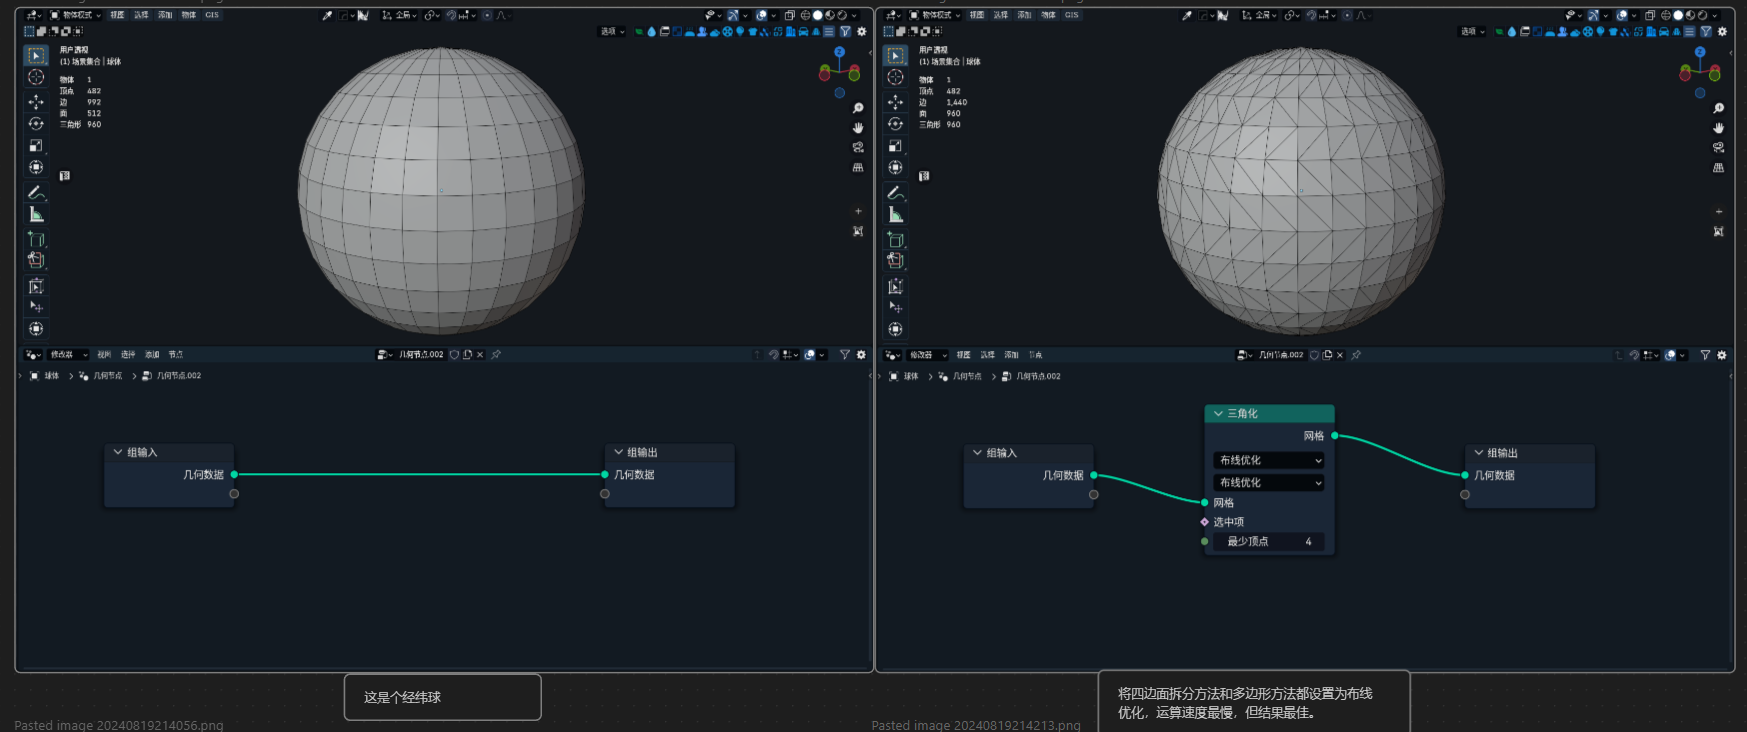 物体模式 视图 选择 添加 物体 GIS
全局
选项
用户透视
(1) 场景集合 | 球体
物体 1
顶点 482
边 992
面 512
三角形 960
Z
修改器 视图 选择 添加 节点
几何节点.002
球体 > 几何节点 > 几何节点.002
组输入
几何数据
组输出
几何数据
这是个经纬球
Pasted image 20240819214056.png
物体模式 视图 选择 添加 物体 GIS
全局
选项
用户透视
(1) 场景集合 | 球体
物体 1
顶点 482
边 1,440
面 960
三角形 960
Z
修改器 视图 选择 添加 节点
几何节点.002
球体 > 几何节点 > 几何节点.002
组输入
几何数据
三角化
网格
布线优化
布线优化
网格
选中项
最少顶点 4
组输出
几何数据
将四边面拆分方法和多边形方法都设置为布线
优化，运算速度最慢，但结果最佳。
Pasted image 20240819214213.png